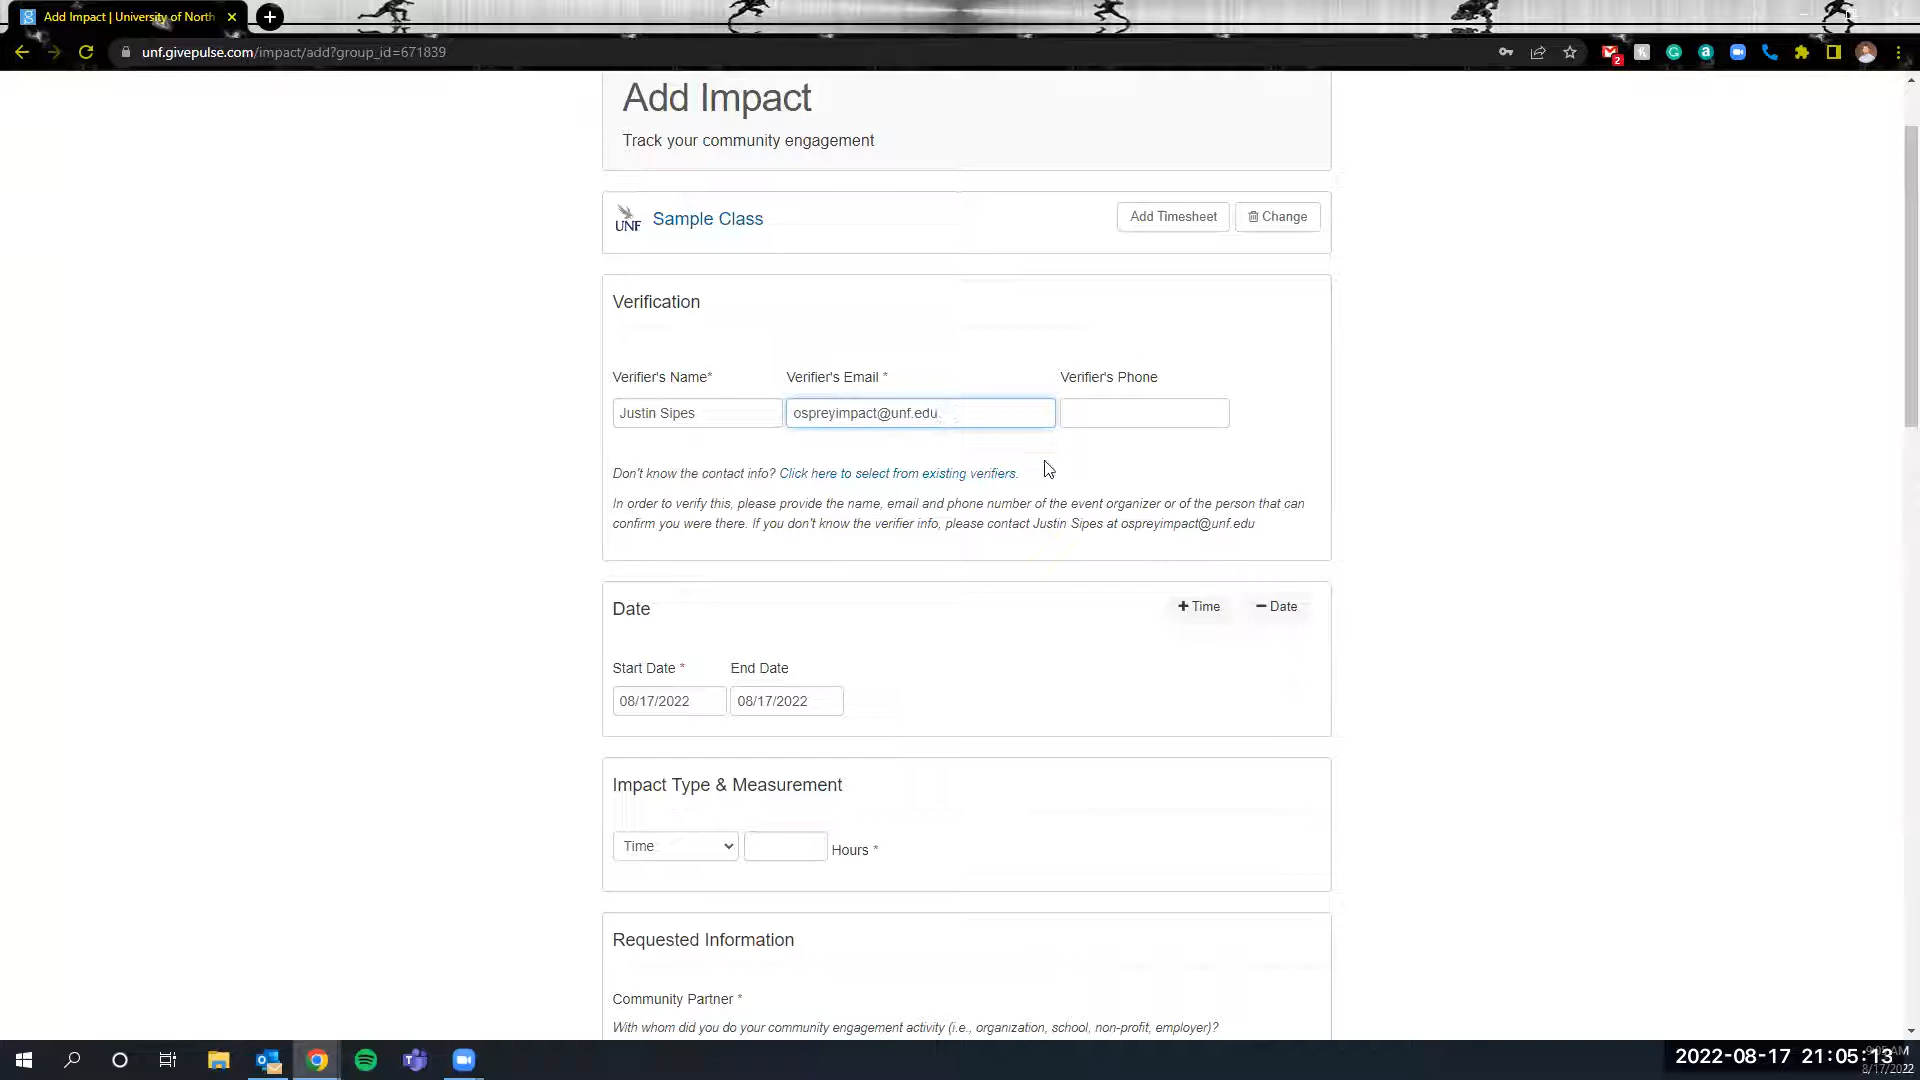 Add Impact | University of North
unf.givepulse.com/impact/add?group_id=671839
2
Add Impact
Track your community engagement
UNF
Sample Class
Add Timesheet
Change
Verification
Verifier's Name*
Verifier's Email *
Verifier's Phone
Justin Sipes
ospreyimpact@unf.edu
Don't know the contact info? Click here to select from existing verifiers.
In order to verify this, please provide the name, email and phone number of the event organizer or of the person that can
confirm you were there. If you don't know the verifier info, please contact Justin Sipes at ospreyimpact@unf.edu
Date
+ Time
− Date
Start Date *
End Date
08/17/2022
08/17/2022
Impact Type & Measurement
Time
Hours *
Requested Information
Community Partner *
With whom did you do your community engagement activity (i.e., organization, school, non-profit, employer)?
2022-08-17 21:05:13
8/17/2022